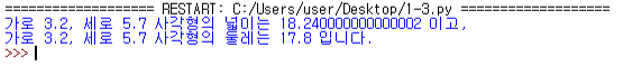 =================== RESTART: C:/Users/user/Desktop/1-3.py ===================
가로 3.2, 세로 5.7 사각형의 넓이는 18.240000000000002 이고,
가로 3.2, 세로 5.7 사각형의 둘레는 17.8 입니다.
>>>